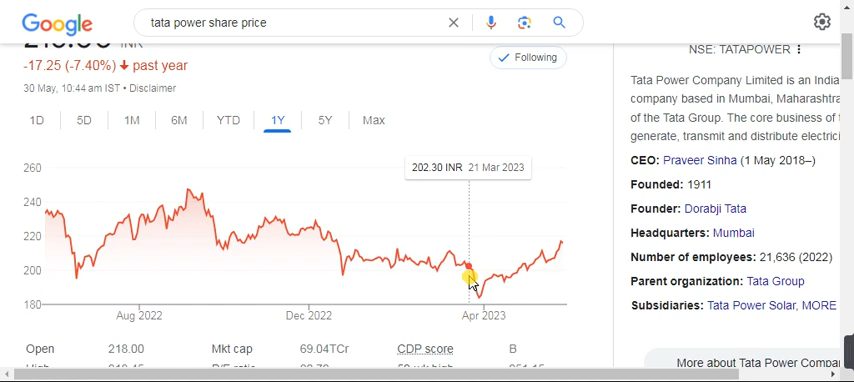 Google
tata power share price
INR
NSE: TATAPOWER
-17.25 (-7.40%) past year
Following
30 May, 10:44 am IST • Disclaimer
1D 5D 1M 6M YTD 1Y 5Y Max
202.30 INR 21 Mar 2023
260
240
220
200
180
Aug 2022 Dec 2022 Apr 2023
Open 218.00 Mkt cap 69.04TCr CDP score B
Tata Power Company Limited is an India
company based in Mumbai, Maharashtra
of the Tata Group. The core business of
generate, transmit and distribute electrici
CEO: Praveer Sinha (1 May 2018–)
Founded: 1911
Founder: Dorabji Tata
Headquarters: Mumbai
Number of employees: 21,636 (2022)
Parent organization: Tata Group
Subsidiaries: Tata Power Solar, MORE
More about Tata Power Compa